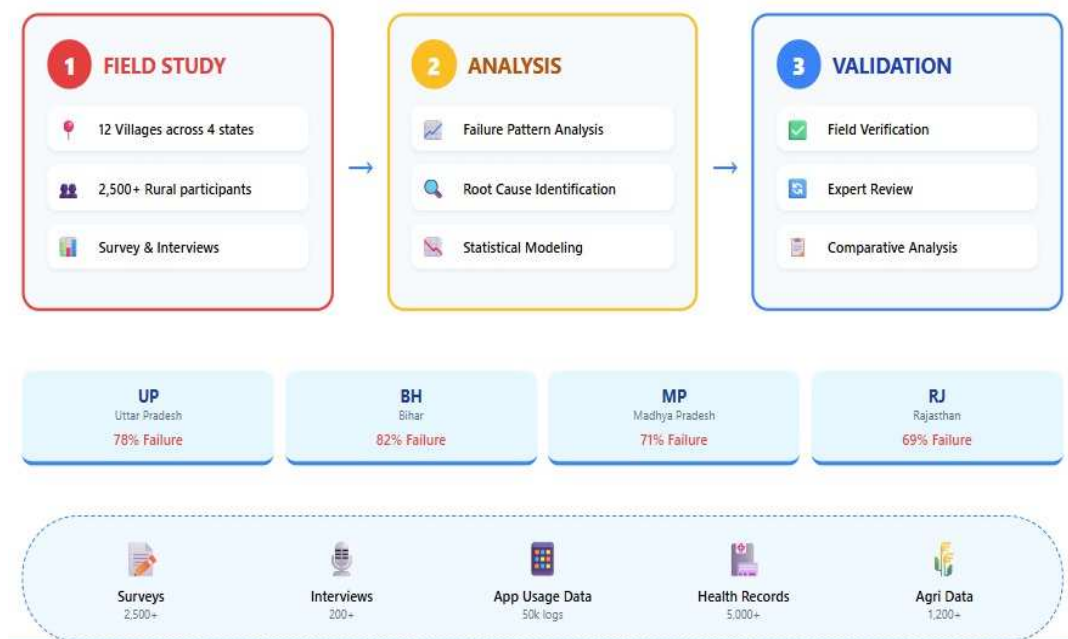 1 FIELD STUDY
12 Villages across 4 states
2,500+ Rural participants
Survey & Interviews
→
2 ANALYSIS
Failure Pattern Analysis
Root Cause Identification
Statistical Modeling
→
3 VALIDATION
Field Verification
Expert Review
Comparative Analysis
UP
Uttar Pradesh
78% Failure
BH
Bihar
82% Failure
MP
Madhya Pradesh
71% Failure
RJ
Rajasthan
69% Failure
Surveys
2,500+
Interviews
200+
App Usage Data
50k logs
Health Records
5,000+
Agri Data
1,200+